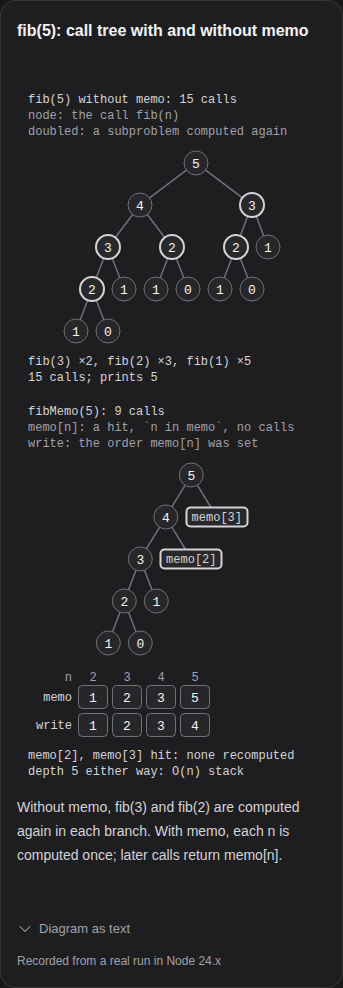 fib(5): call tree with and without memo
fib(5) without memo: 15 calls
node: the call fib(n)
doubled: a subproblem computed again
5
4 3
3 2 2 1
2 1 1 0 1 0
1 0
fib(3) ×2, fib(2) ×3, fib(1) ×5
15 calls; prints 5
fibMemo(5): 9 calls
memo[n]: a hit, `n in memo`, no calls
write: the order memo[n] was set
5
4 memo[3]
3 memo[2]
2 1
1 0
n 2 3 4 5
memo 1 2 3 5
write 1 2 3 4
memo[2], memo[3] hit: none recomputed
depth 5 either way: O(n) stack
Without memo, fib(3) and fib(2) are computed
again in each branch. With memo, each n is
computed once; later calls return memo[n].
Diagram as text
Recorded from a real run in Node 24.x